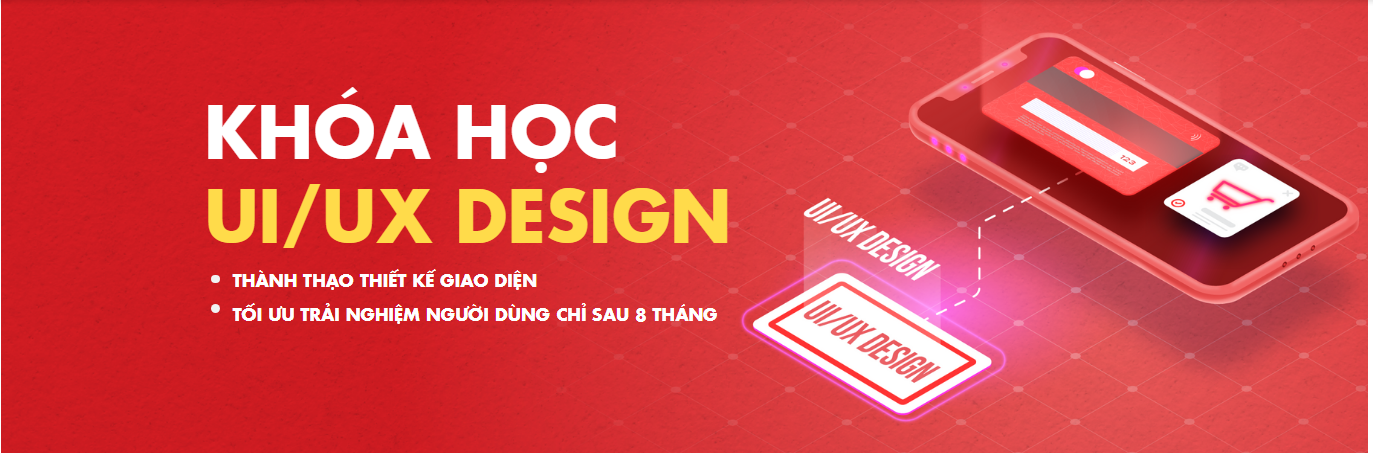 KHÓA HỌC
UI/UX DESIGN
THÀNH THẠO THIẾT KẾ GIAO DIỆN
TỐI ƯU TRẢI NGHIỆM NGƯỜI DÙNG CHỈ SAU 8 THÁNG
123
UI/UX DESIGN
UI/UX DESIGN